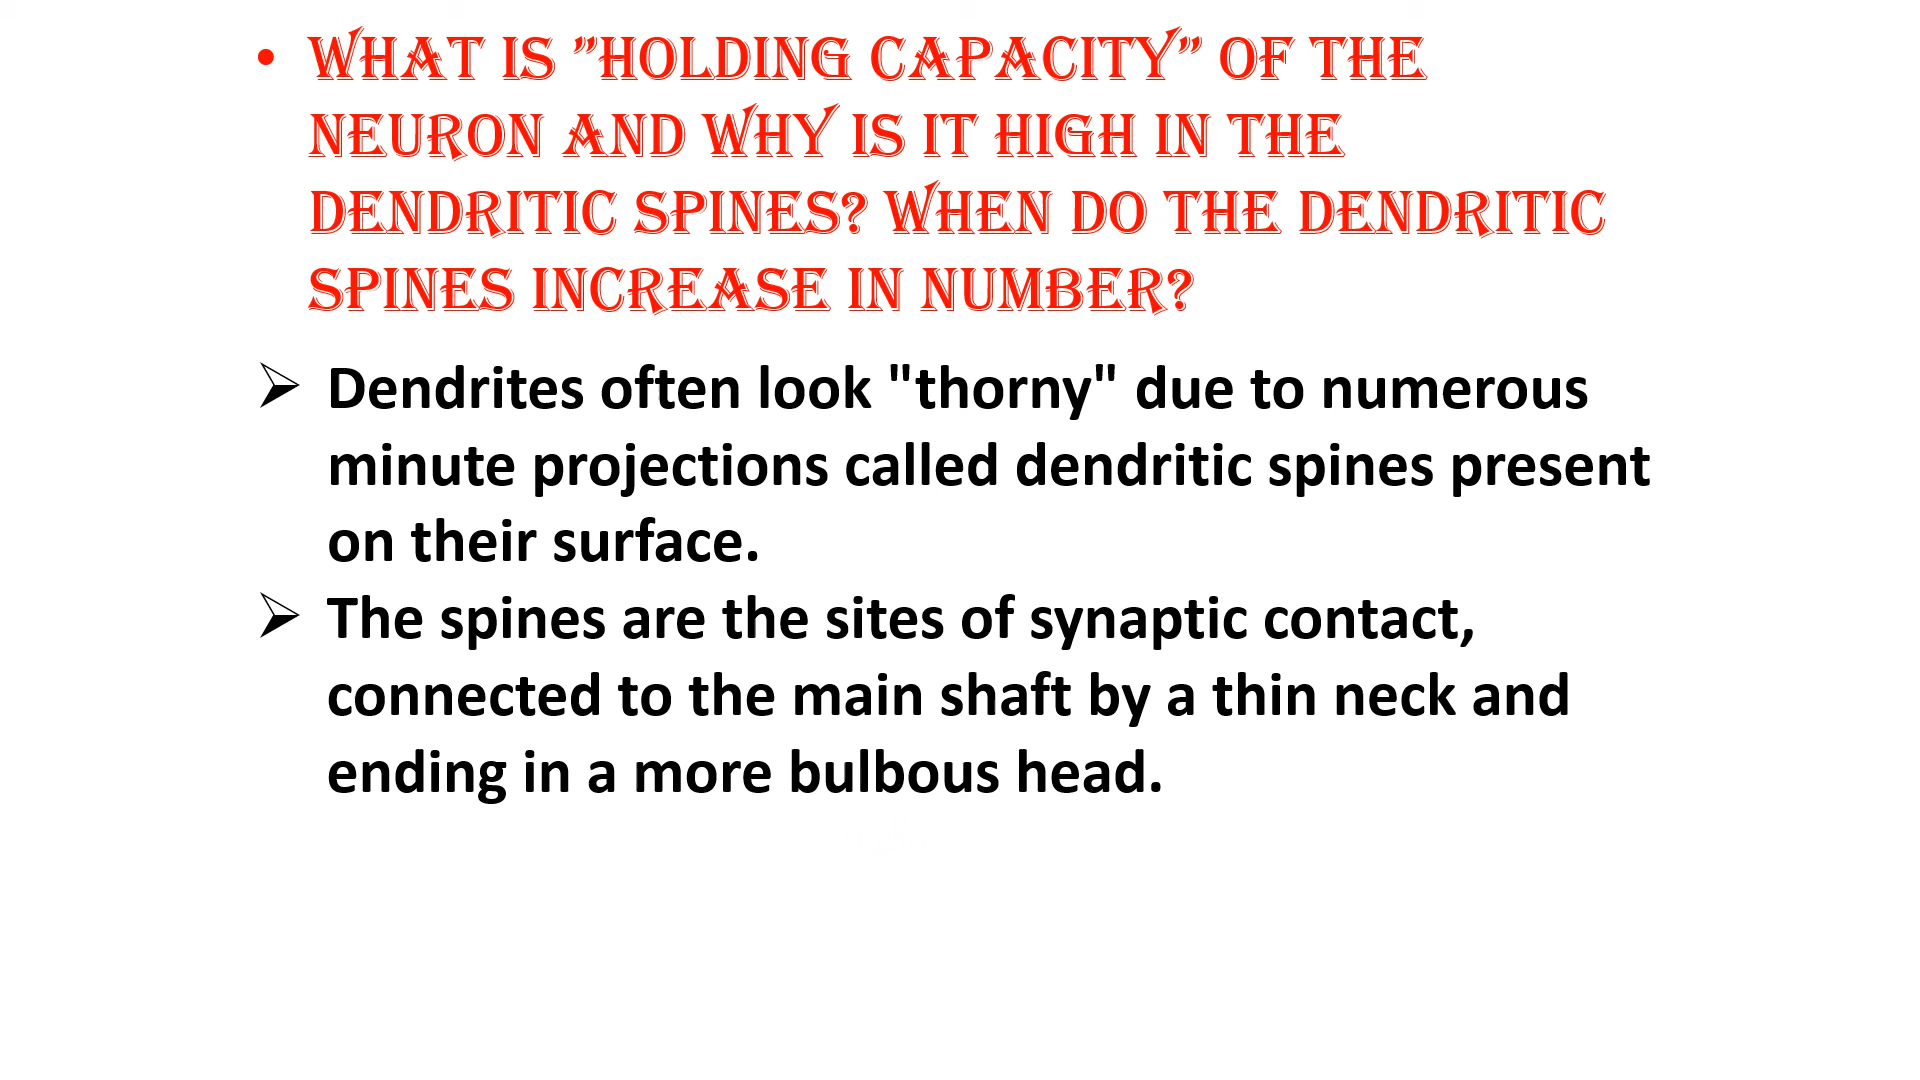 • WHAT IS ”HOLDING CAPACITY” OF THE
NEURON AND WHY IS IT HIGH IN THE
DENDRITIC SPINES? WHEN DO THE DENDRITIC
SPINES INCREASE IN NUMBER?
➢ Dendrites often look "thorny" due to numerous
minute projections called dendritic spines present
on their surface.
➢ The spines are the sites of synaptic contact,
connected to the main shaft by a thin neck and
ending in a more bulbous head.